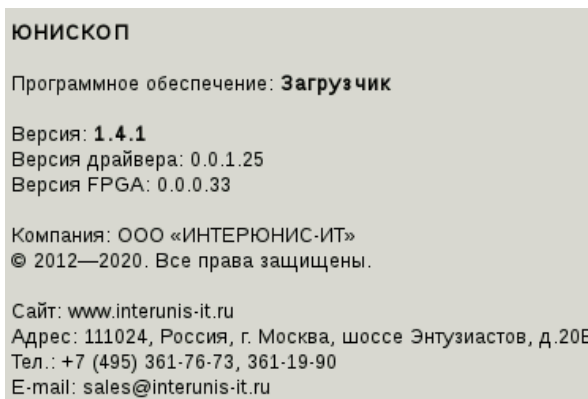 ЮНИСКОП
Программное обеспечение: Загрузчик
Версия: 1.4.1
Версия драйвера: 0.0.1.25
Версия FPGA: 0.0.0.33
Компания: ООО «ИНТЕРЮНИС-ИТ»
© 2012—2020. Все права защищены.
Сайт: www.interunis-it.ru
Адрес: 111024, Россия, г. Москва, шоссе Энтузиастов,
Тел.: +7 (495) 361-76-73, 361-19-90
E-mail: sales@interunis-it.ru